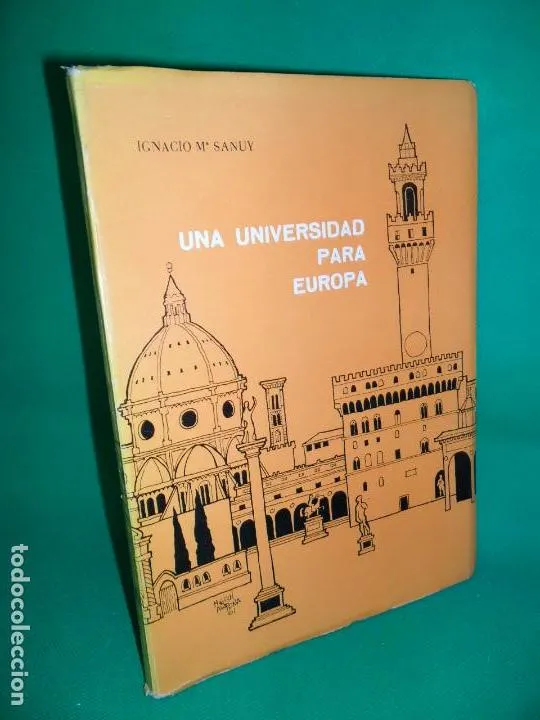 IGNACIO Mª SANUY
UNA UNIVERSIDAD
PARA
EUROPA
todocoleccion